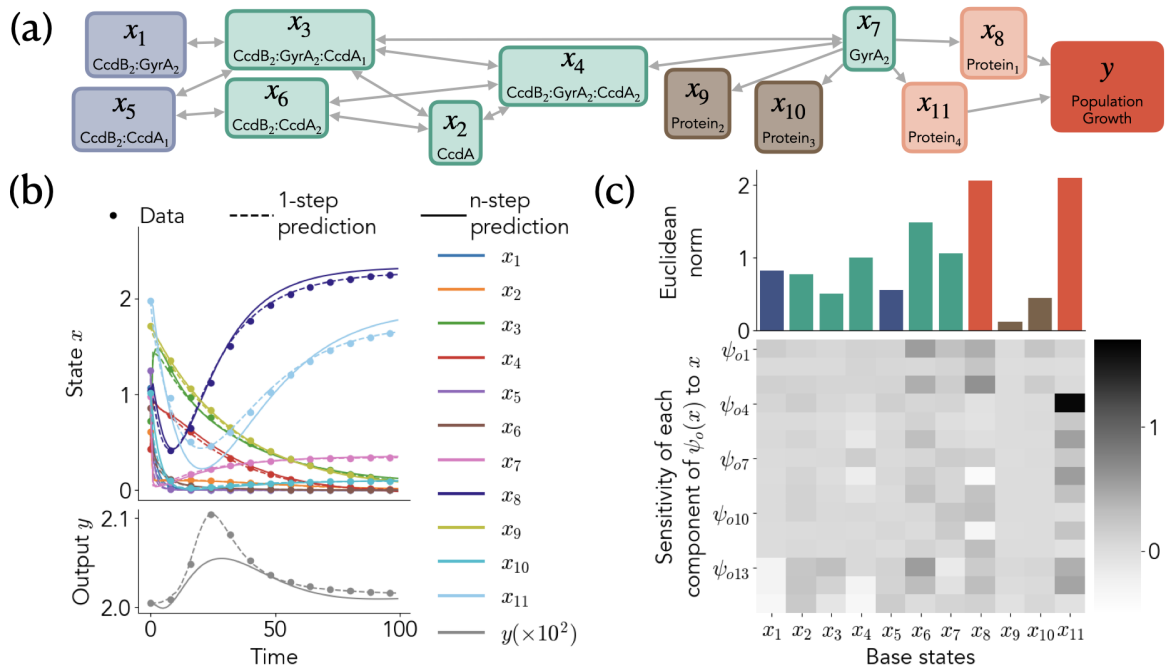 (a)
x1
CcdB2:GyrA2
x3
CcdB2:GyrA2:CcdA1
x4
CcdB2:GyrA2:CcdA2
x7
GyrA2
x8
Protein1
y
Population
Growth
x5
CcdB2:CcdA1
x6
CcdB2:CcdA2
x2
CcdA
x9
Protein2
x10
Protein3
x11
Protein4
(b)
Data
1-step
prediction
n-step
prediction
State x
2
1
0
Output y
2.1
2.0
0
50
100
Time
x1
x2
x3
x4
x5
x6
x7
x8
x9
x10
x11
y(×10²)
(c)
Euclidean
norm
2
1
0
Sensitivity of each
component of ψo(x) to x
ψo1
ψo4
ψo7
ψo10
ψo13
1
0
x1 x2 x3 x4 x5 x6 x7 x8 x9 x10 x11
Base states